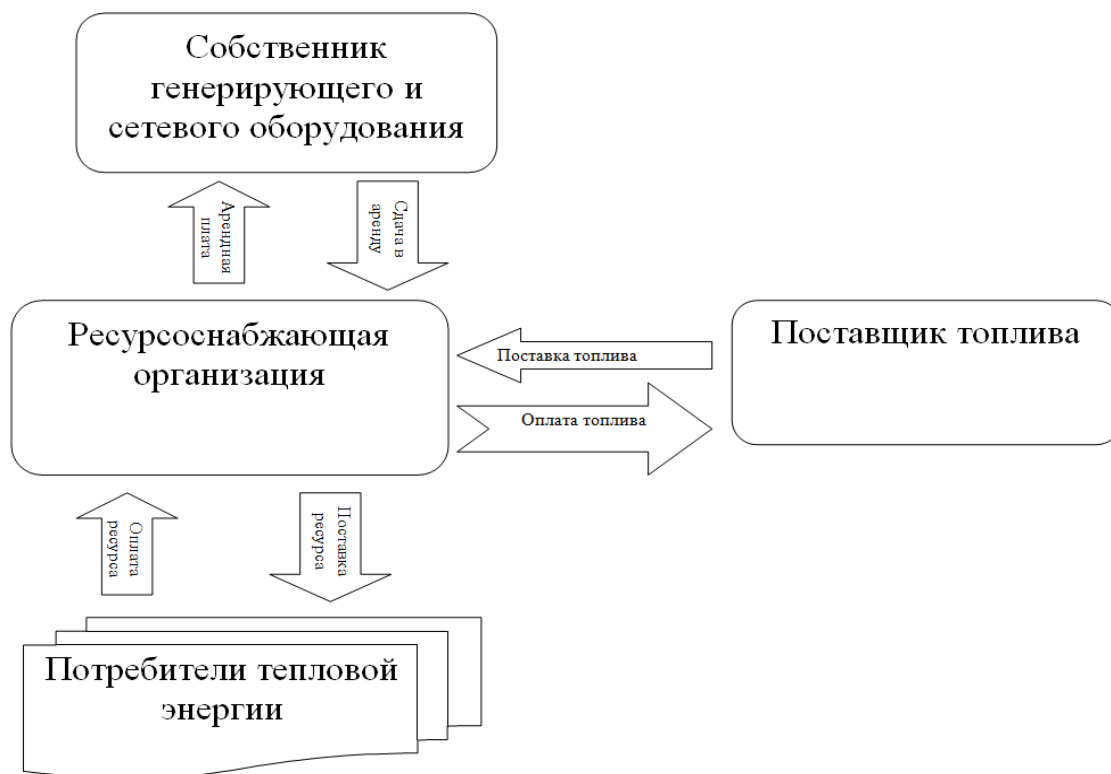 Собственник
генерирующего и
сетевого оборудования
Арендная
плата
Сдача в
аренду
Ресурсоснабжающая
организация
Поставщик топлива
Поставка топлива
Оплата топлива
Оплата
ресурса
Поставка
ресурса
Потребители тепловой
энергии